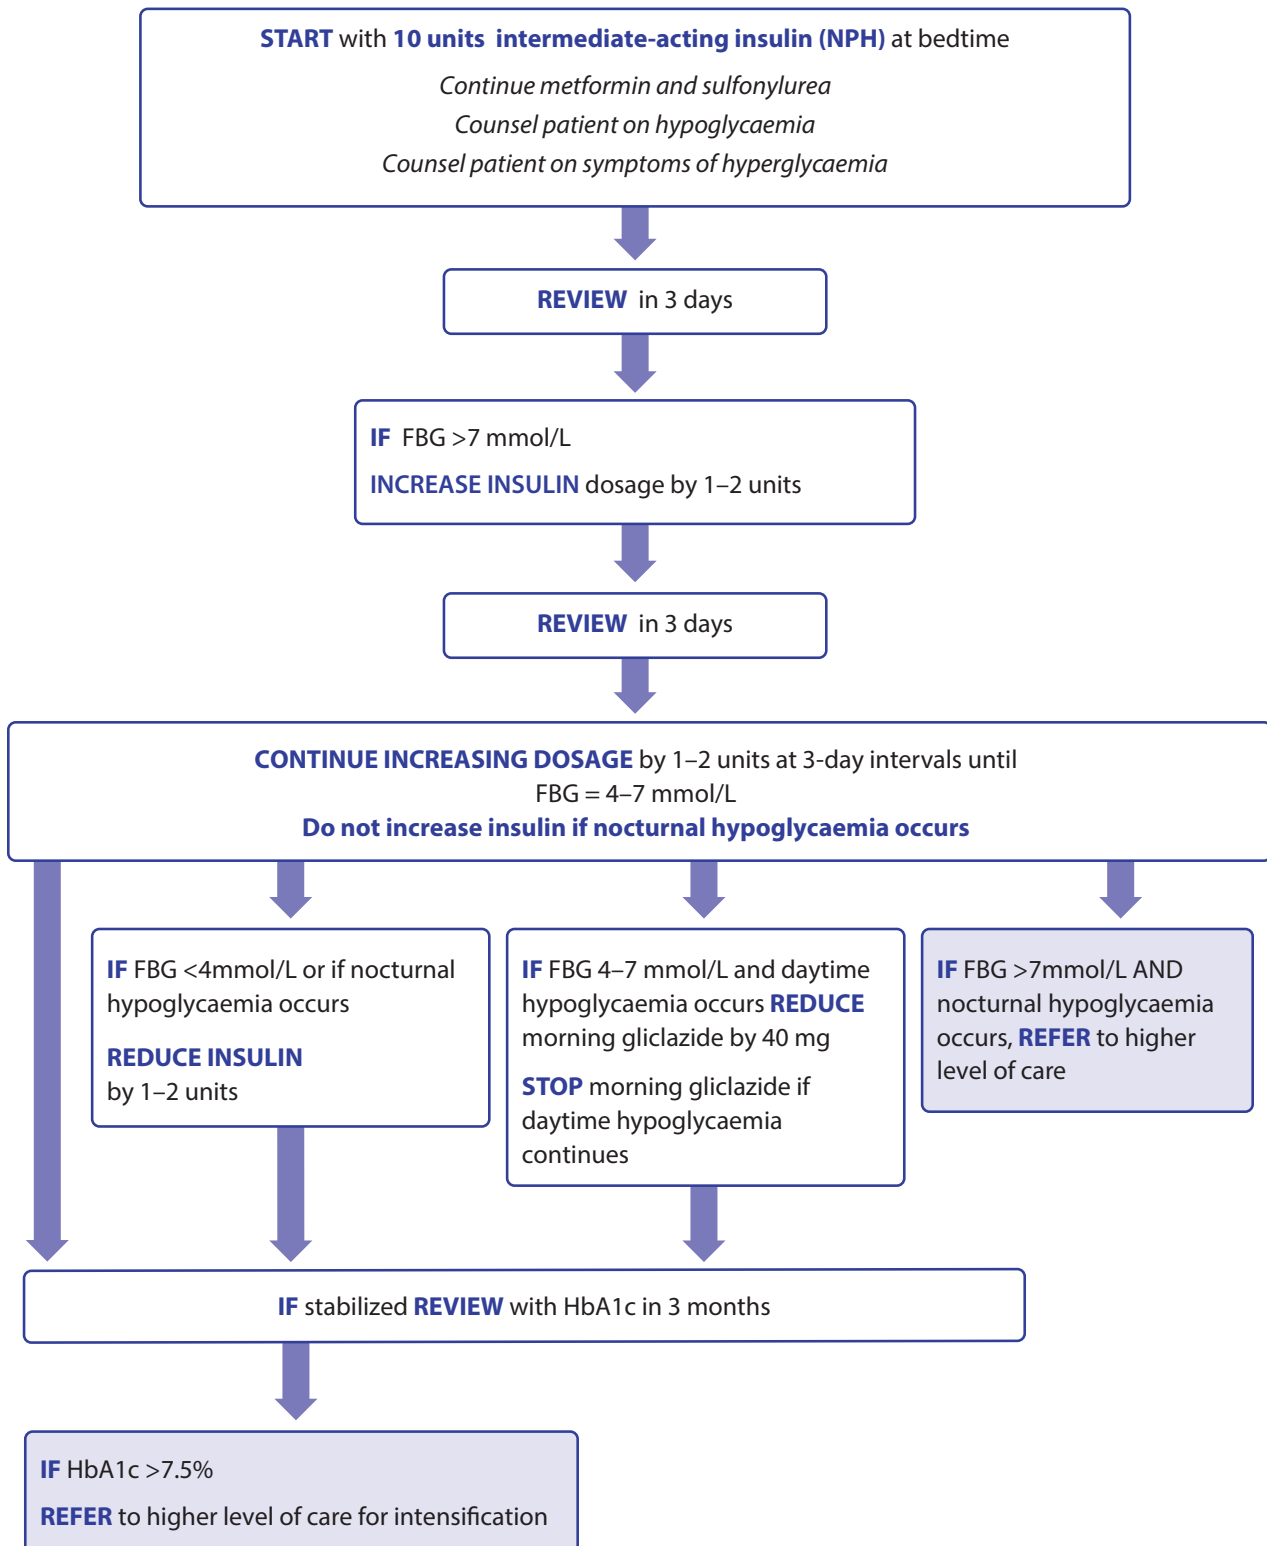 START with 10 units intermediate-acting insulin (NPH) at bedtime
Continue metformin and sulfonylurea
Counsel patient on hypoglycaemia
Counsel patient on symptoms of hyperglycaemia
REVIEW in 3 days
IF FBG >7 mmol/L
INCREASE INSULIN dosage by 1–2 units
REVIEW in 3 days
CONTINUE INCREASING DOSAGE by 1–2 units at 3-day intervals until
FBG = 4–7 mmol/L
Do not increase insulin if nocturnal hypoglycaemia occurs
IF FBG <4mmol/L or if nocturnal
hypoglycaemia occurs
REDUCE INSULIN
by 1–2 units
IF FBG 4–7 mmol/L and daytime
hypoglycaemia occurs REDUCE
morning gliclazide by 40 mg
STOP morning gliclazide if
daytime hypoglycaemia
continues
IF FBG >7mmol/L AND
nocturnal hypoglycaemia
occurs, REFER to higher
level of care
IF stabilized REVIEW with HbA1c in 3 months
IF HbA1c >7.5%
REFER to higher level of care for intensification